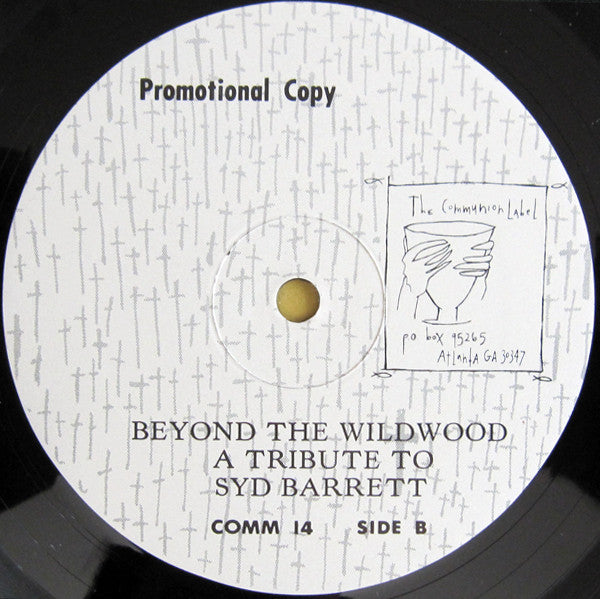 Promotional Copy
The Communion Label
po box 95265
Atlanta GA 30347
BEYOND THE WILDWOOD
A TRIBUTE TO
SYD BARRETT
COMM 14 SIDE B